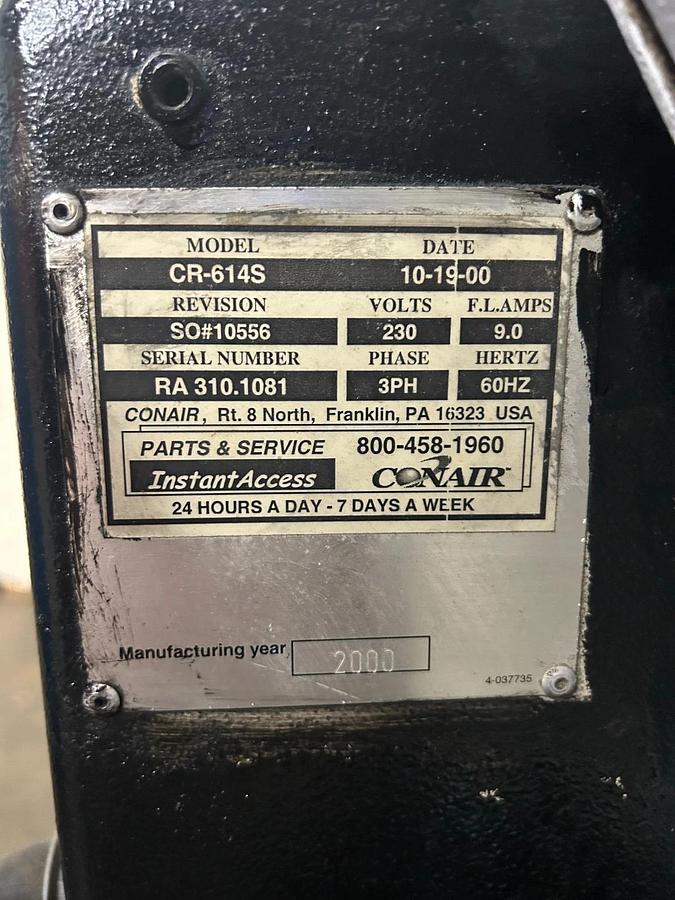 MODEL DATE
CR-614S 10-19-00
REVISION VOLTS F.L.AMPS
SO#10556 230 9.0
SERIAL NUMBER PHASE HERTZ
RA 310.1081 3PH 60HZ
CONAIR, Rt. 8 North, Franklin, PA 16323 USA
PARTS & SERVICE 800-458-1960
InstantAccess CONAIR™
24 HOURS A DAY - 7 DAYS A WEEK
Manufacturing year 2000
4-037735